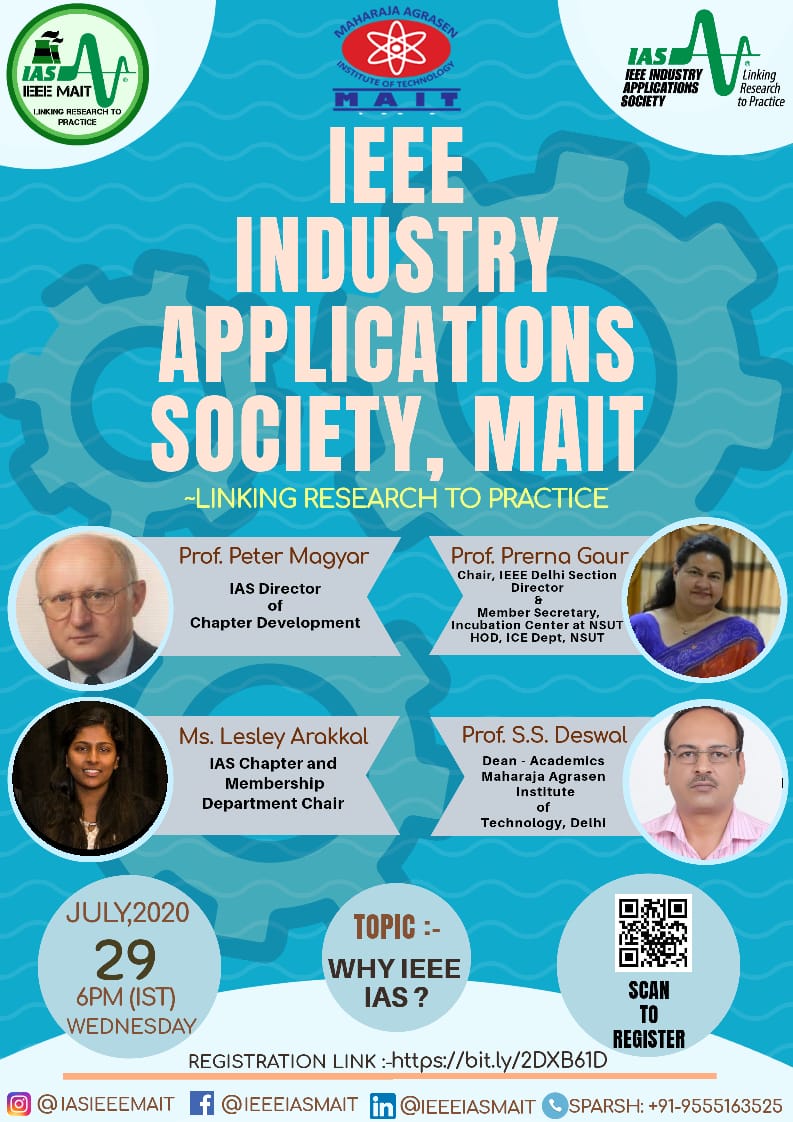 IAS
IEEE MAIT
LINKING RESEARCH TO
PRACTICE
MAHARAJA AGRASEN
INSTITUTE OF TECHNOLOGY
MAIT
IAS
IEEE INDUSTRY
APPLICATIONS
SOCIETY
Linking
Research
to Practice
IEEE
INDUSTRY
APPLICATIONS
SOCIETY, MAIT
~LINKING RESEARCH TO PRACTICE
Prof. Peter Magyar
IAS Director
of
Chapter Development
Prof. Prerna Gaur
Chair, IEEE Delhi Section
Director
&
Member Secretary,
Incubation Center at NSUT
HOD, ICE Dept, NSUT
Ms. Lesley Arakkal
IAS Chapter and
Membership
Department Chair
Prof. S.S. Deswal
Dean - Academics
Maharaja Agrasen
Institute
of
Technology, Delhi
JULY,2020
29
6PM (IST)
WEDNESDAY
TOPIC :-
WHY IEEE
IAS ?
SCAN
TO
REGISTER
REGISTRATION LINK :-https://bit.ly/2DXB61D
@IASIEEEMAIT @IEEEIASMAIT @IEEEIASMAIT SPARSH: +91-9555163525